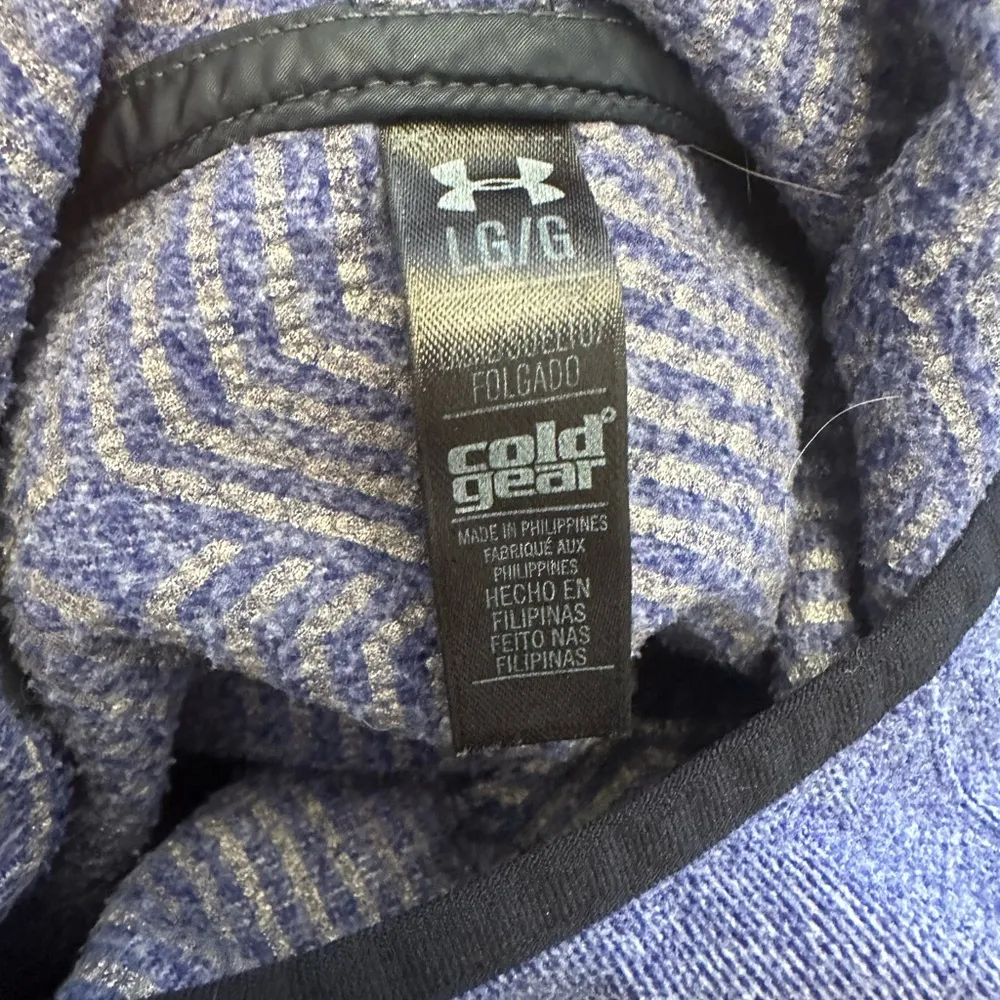 LG/G
FOLGADO
cold
gear
MADE IN PHILIPPINES
FABRIQUÉ AUX
PHILIPPINES
HECHO EN
FILIPINAS
FEITO NAS
FILIPINAS